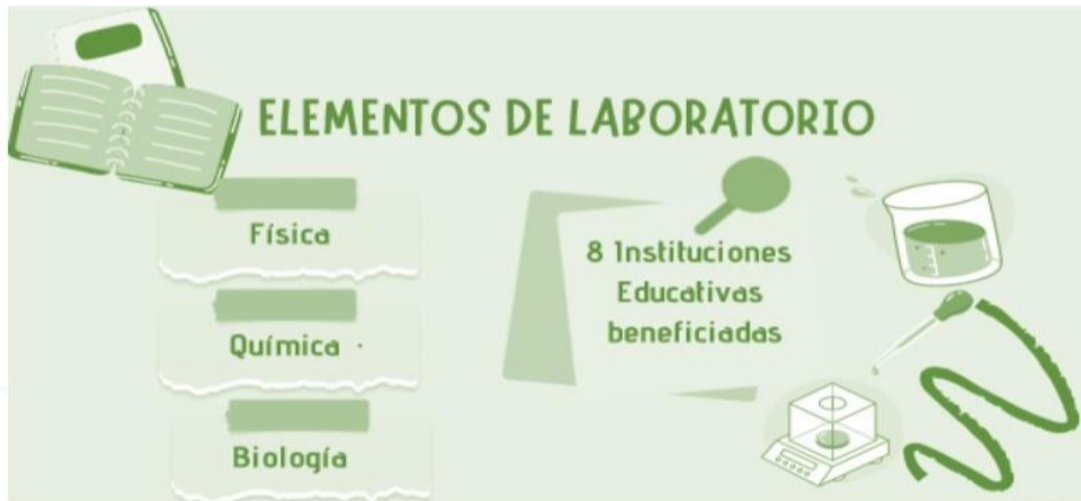 ELEMENTOS DE LABORATORIO
Física
Química
Biología
8 Instituciones
Educativas
beneficiadas